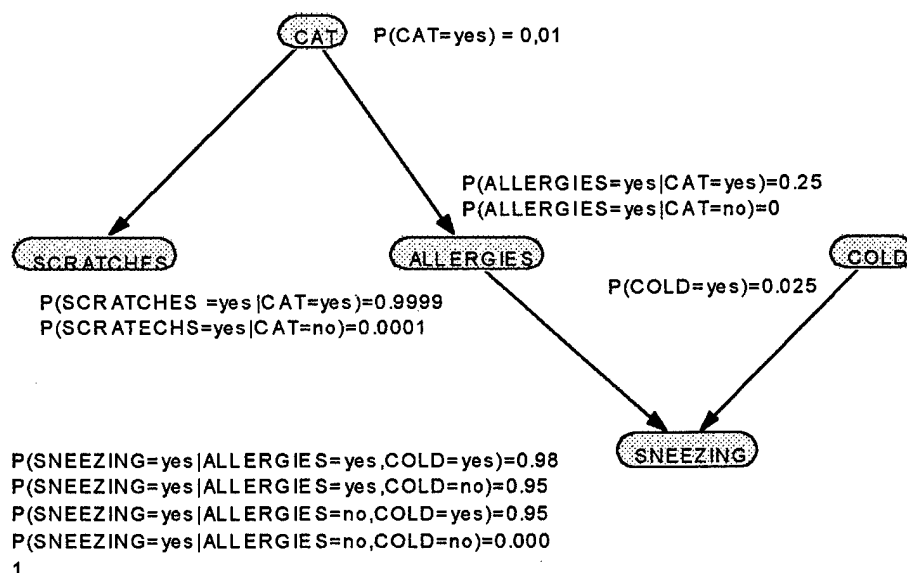 CAT
P(CAT=yes) = 0,01
P(ALLERGIES=yes|CAT=yes)=0.25
P(ALLERGIES=yes|CAT=no)=0
SCRATCHES
ALLERGIES
COLD
P(COLD=yes)=0.025
P(SCRATCHES =yes|CAT=yes)=0.9999
P(SCRATECHS=yes|CAT=no)=0.0001
SNEEZING
P(SNEEZING=yes|ALLERGIES=yes,COLD=yes)=0.98
P(SNEEZING=yes|ALLERGIES=yes,COLD=no)=0.95
P(SNEEZING=yes|ALLERGIES=no,COLD=yes)=0.95
P(SNEEZING=yes|ALLERGIES=no,COLD=no)=0.000
1